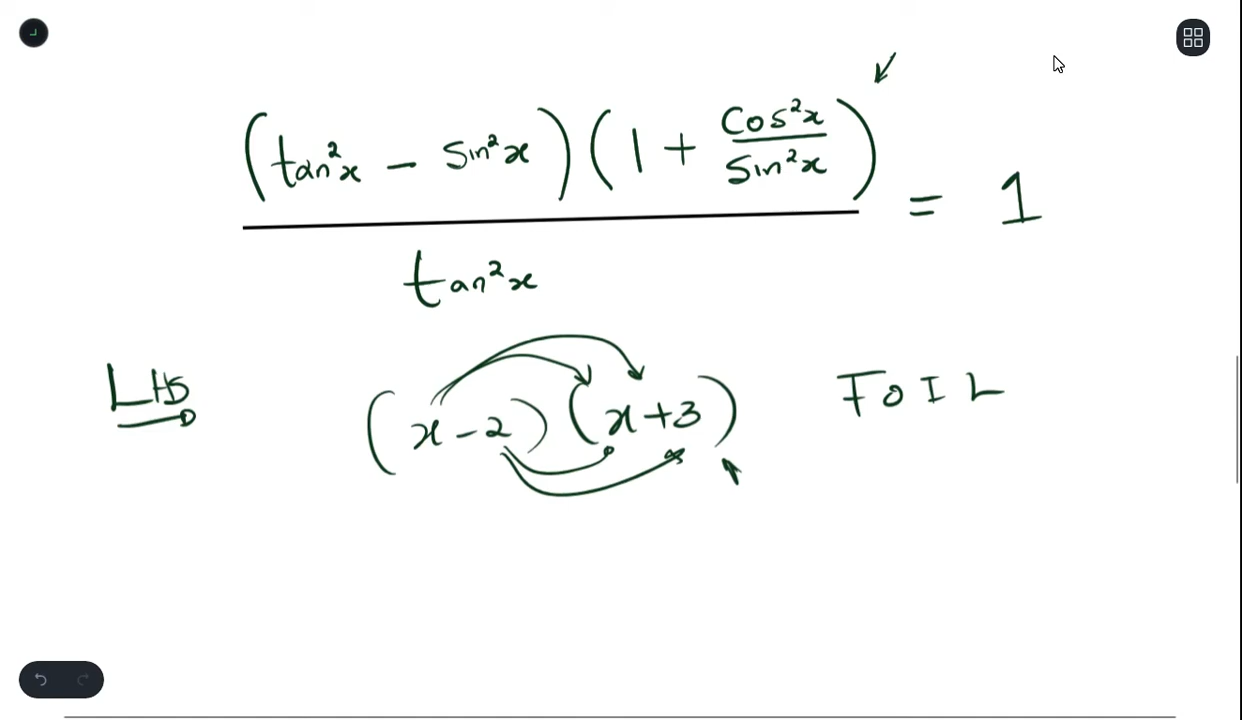 (tan²x - Sin²x)(1 + Cos²x/Sin²x) / tan²x = 1
LHS (x-2)(x+3) FOIL